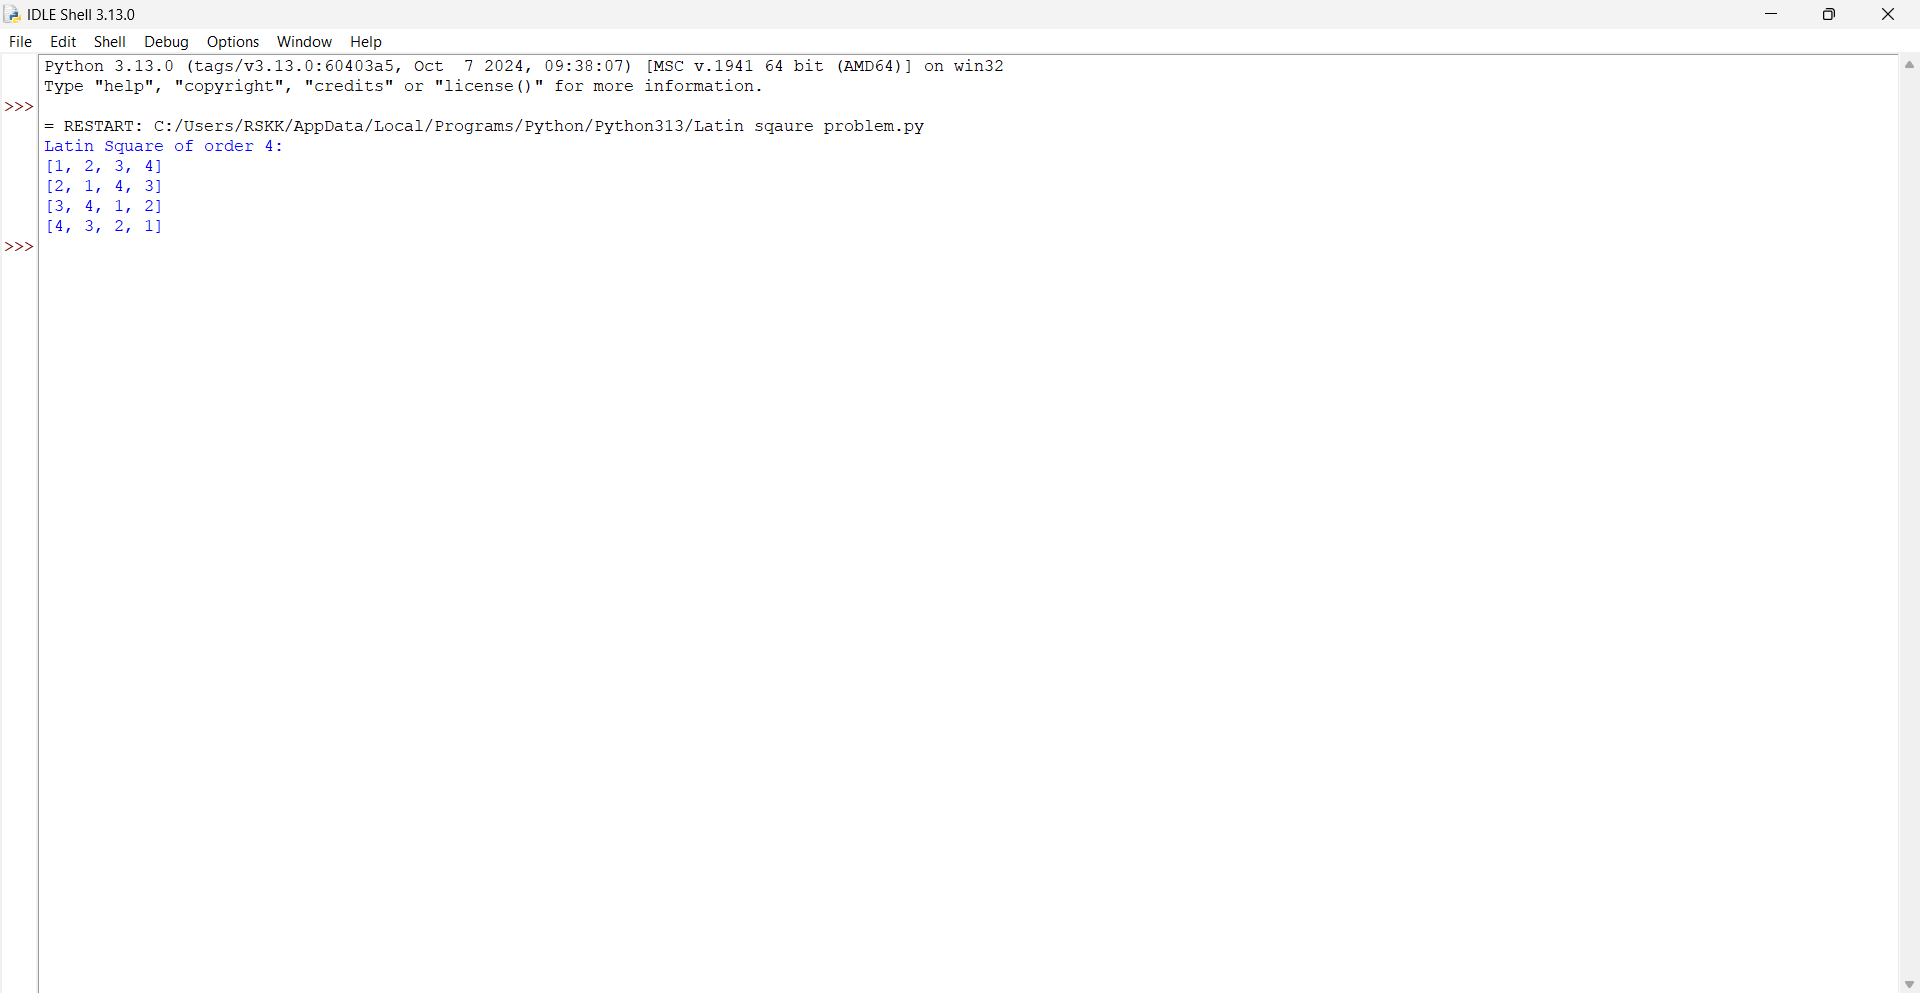 IDLE Shell 3.13.0
File Edit Shell Debug Options Window Help
Python 3.13.0 (tags/v3.13.0:60403a5, Oct  7 2024, 09:38:07) [MSC v.1941 64 bit (AMD64)] on win32
Type "help", "copyright", "credits" or "license()" for more information.
>>>
= RESTART: C:/Users/RSKK/AppData/Local/Programs/Python/Python313/Latin sqaure problem.py
Latin Square of order 4:
[1, 2, 3, 4]
[2, 1, 4, 3]
[3, 4, 1, 2]
[4, 3, 2, 1]
>>>